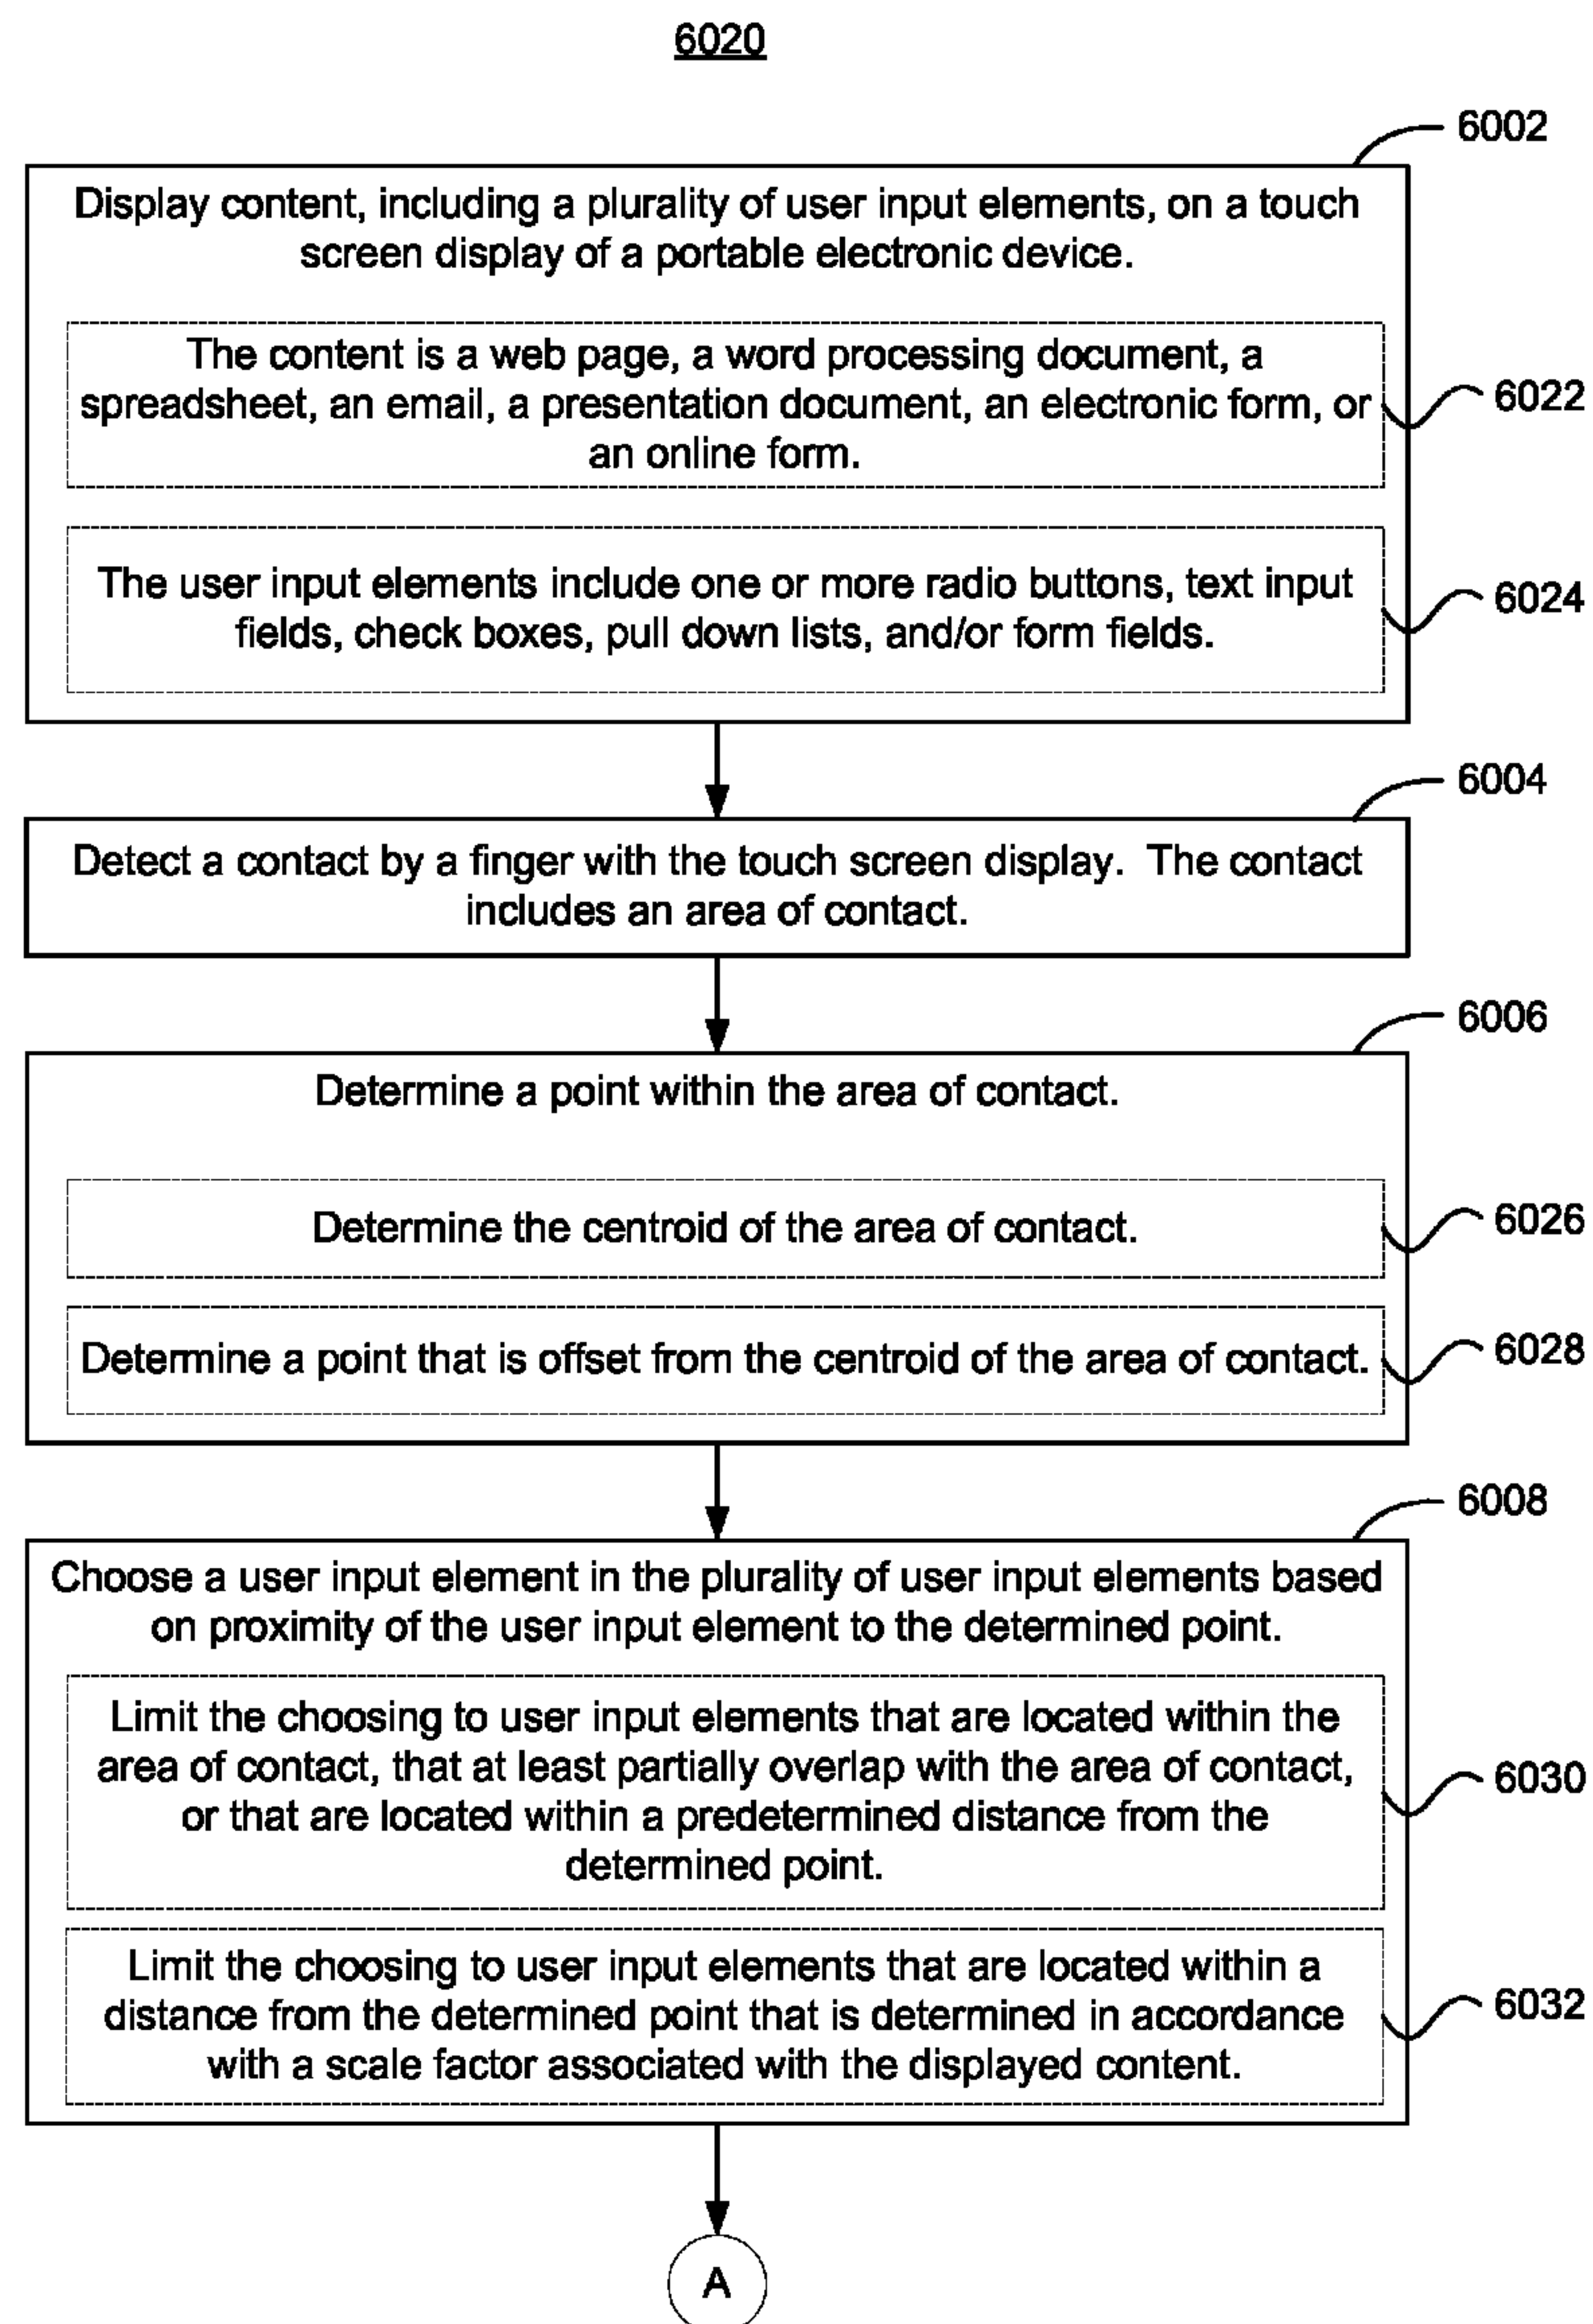 6020
6002
Display content, including a plurality of user input elements, on a touch
screen display of a portable electronic device.
The content is a web page, a word processing document, a
spreadsheet, an email, a presentation document, an electronic form, or
an online form.
6022
The user input elements include one or more radio buttons, text input
fields, check boxes, pull down lists, and/or form fields.
6024
6004
Detect a contact by a finger with the touch screen display.  The contact
includes an area of contact.
6006
Determine a point within the area of contact.
Determine the centroid of the area of contact.
6026
Determine a point that is offset from the centroid of the area of contact.
6028
6008
Choose a user input element in the plurality of user input elements based
on proximity of the user input element to the determined point.
Limit the choosing to user input elements that are located within the
area of contact, that at least partially overlap with the area of contact,
or that are located within a predetermined distance from the
determined point.
6030
Limit the choosing to user input elements that are located within a
distance from the determined point that is determined in accordance
with a scale factor associated with the displayed content.
6032
A